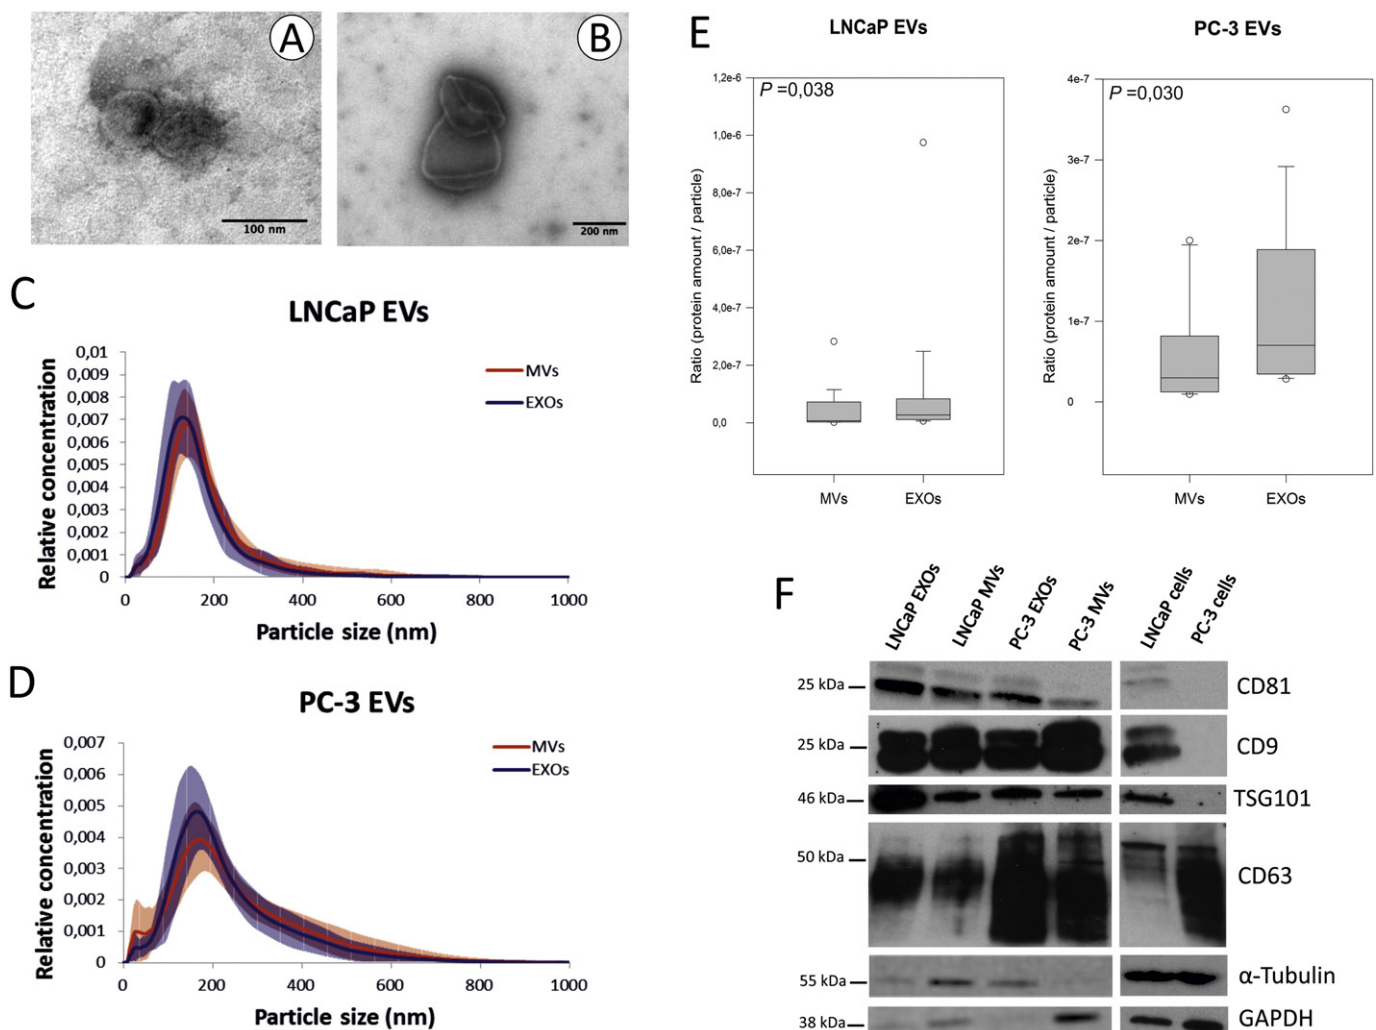 A
100 nm
B
200 nm
C
LNCaP EVs
Relative concentration
0,01
0,009
0,008
0,007
0,006
0,005
0,004
0,003
0,002
0,001
0
MVs
EXOs
0 200 400 600 800 1000
Particle size (nm)
D
PC-3 EVs
Relative concentration
0,007
0,006
0,005
0,004
0,003
0,002
0,001
0
MVs
EXOs
0 200 400 600 800 1000
Particle size (nm)
E
LNCaP EVs
P =0,038
Ratio (protein amount / particle)
1,2e-6
1,0e-6
8,0e-7
6,0e-7
4,0e-7
2,0e-7
0,0
MVs EXOs
PC-3 EVs
P =0,030
Ratio (protein amount / particle)
4e-7
3e-7
2e-7
1e-7
0
MVs EXOs
F
LNCaP EXOs
LNCaP MVs
PC-3 EXOs
PC-3 MVs
LNCaP cells
PC-3 cells
25 kDa CD81
25 kDa CD9
46 kDa TSG101
50 kDa CD63
55 kDa α-Tubulin
38 kDa GAPDH